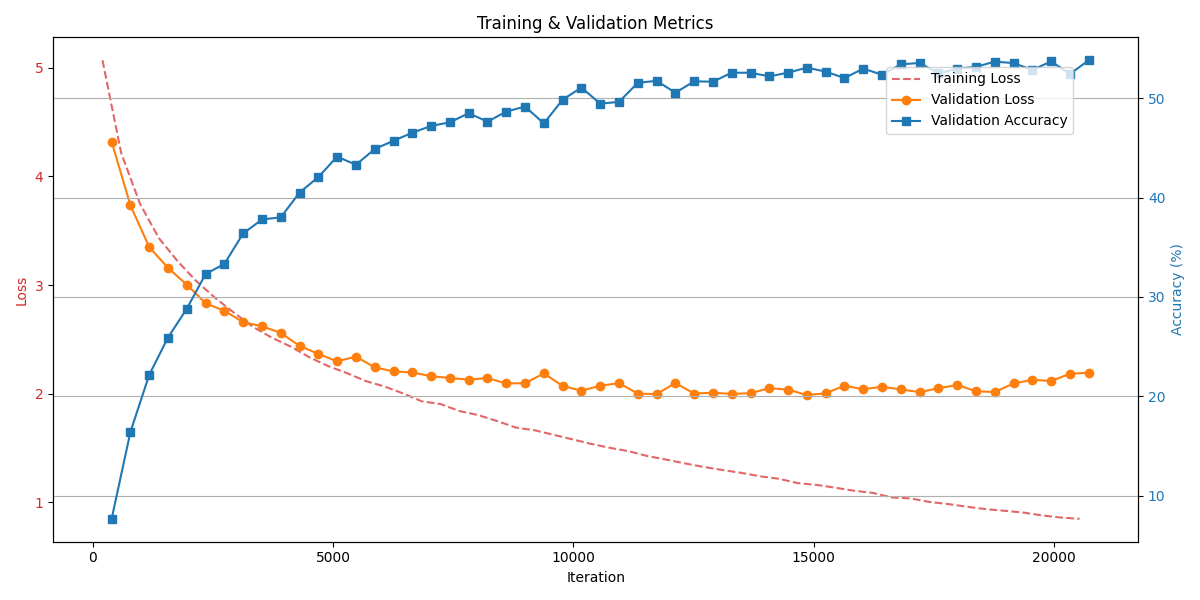 Training & Validation Metrics
5
4
3
2
1
Loss
50
40
30
20
10
Accuracy (%)
Training Loss
Validation Loss
Validation Accuracy
0 5000 10000 15000 20000
Iteration